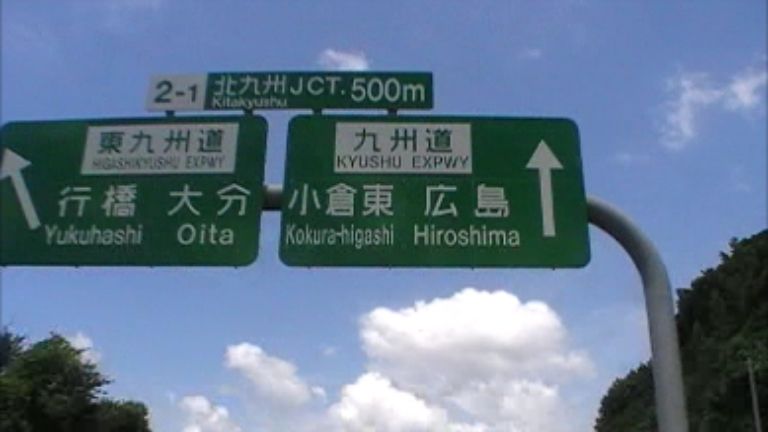 2-1 北九州JCT. 500m
Kitakyushu
東九州道
HIGASHIKYUSHU EXPWY
行橋 大分
Yukuhashi Oita
九州道
KYUSHU EXPWY
小倉東 広島
Kokura-higashi Hiroshima